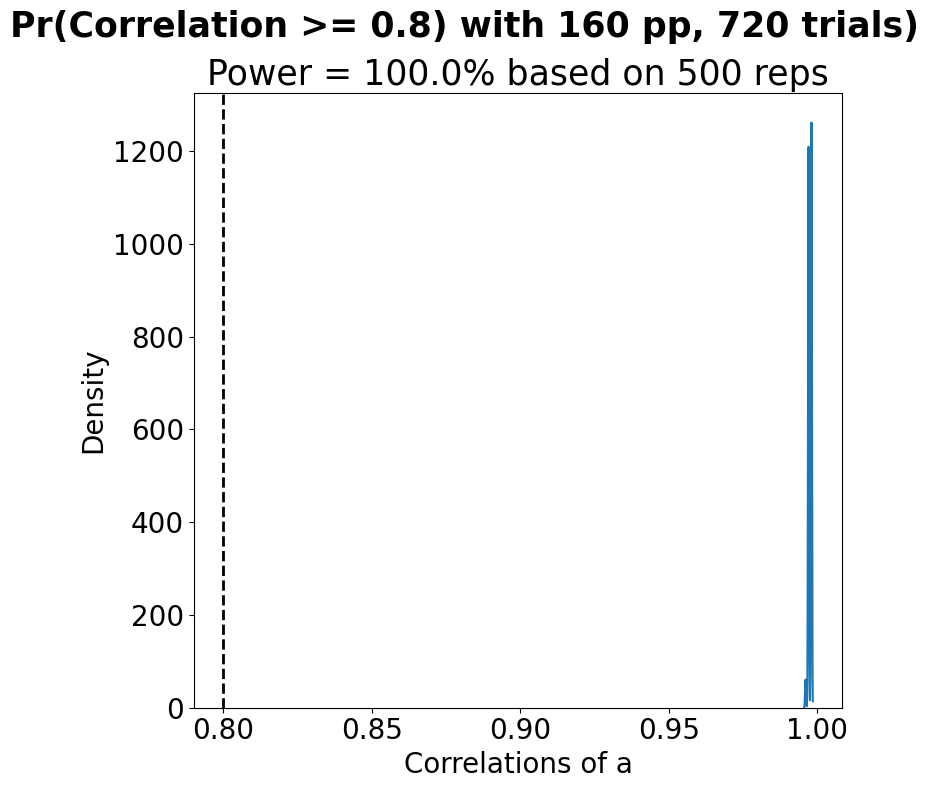 Pr(Correlation >= 0.8) with 160 pp, 720 trials)
Power = 100.0% based on 500 reps
1200
1000
800
600
400
200
0
Density
0.80 0.85 0.90 0.95 1.00
Correlations of a